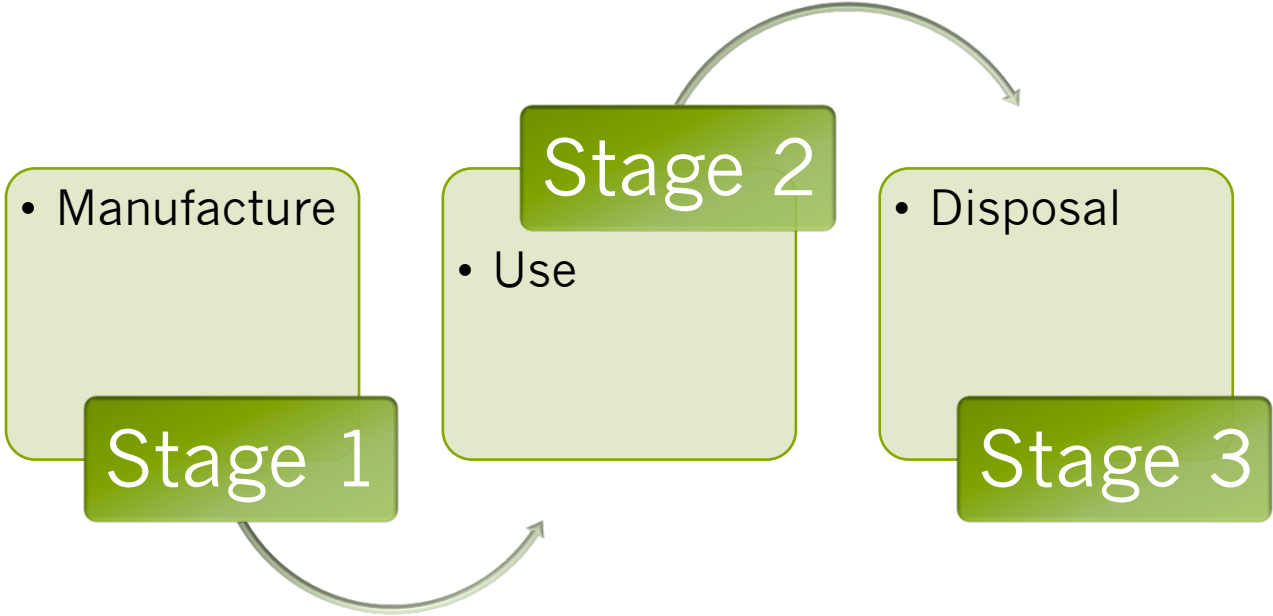 • Manufacture
Stage 1
Stage 2
• Use
• Disposal
Stage 3